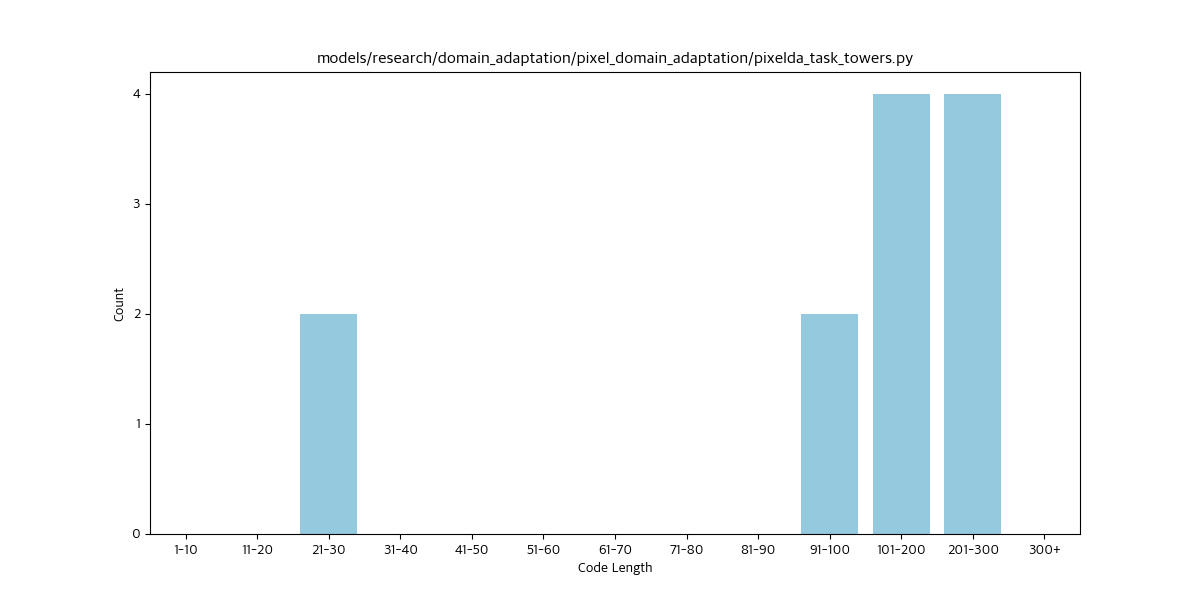 models/research/domain_adaptation/pixel_domain_adaptation/pixelda_task_towers.py
4
3
2
1
0
Count
1-10 11-20 21-30 31-40 41-50 51-60 61-70 71-80 81-90 91-100 101-200 201-300 300+
Code Length